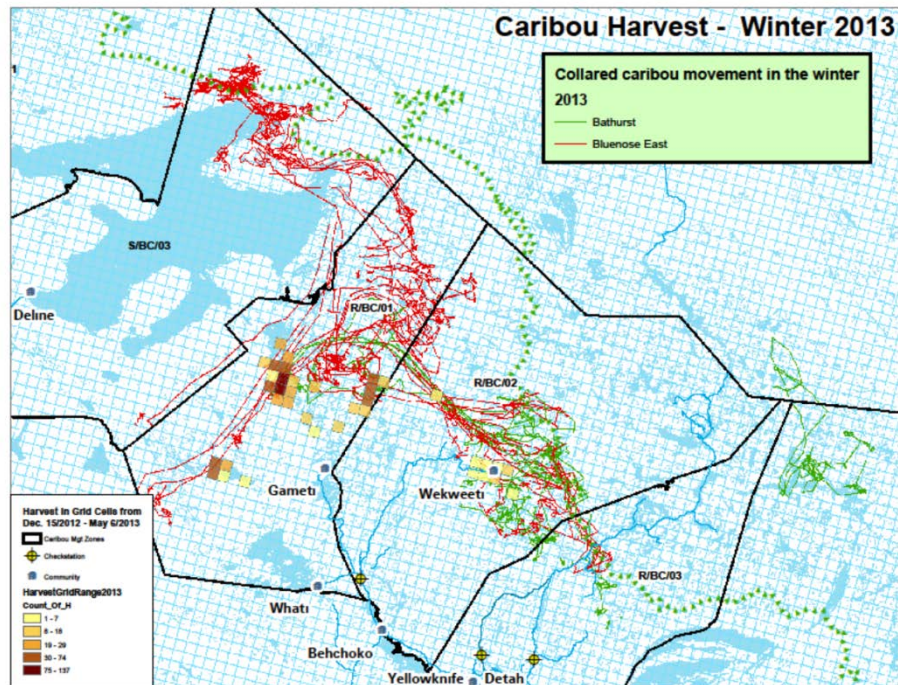 Caribou Harvest - Winter 2013
Collared caribou movement in the winter
2013
Bathurst
Bluenose East
1
S/BC/03
Deline
R/BC/01
R/BC/02
Gameti
Wekweeti
R/BC/03
Whati
Behchoko
Yellowknife
Detah
Harvest in Grid Cells from
Dec. 15/2012 - May 6/2013
Caribou Mgt Zones
Checkstation
Community
HarvestGridRange2013
Count_Of_H
1 - 7
8 - 18
19 - 29
30 - 74
75 - 137